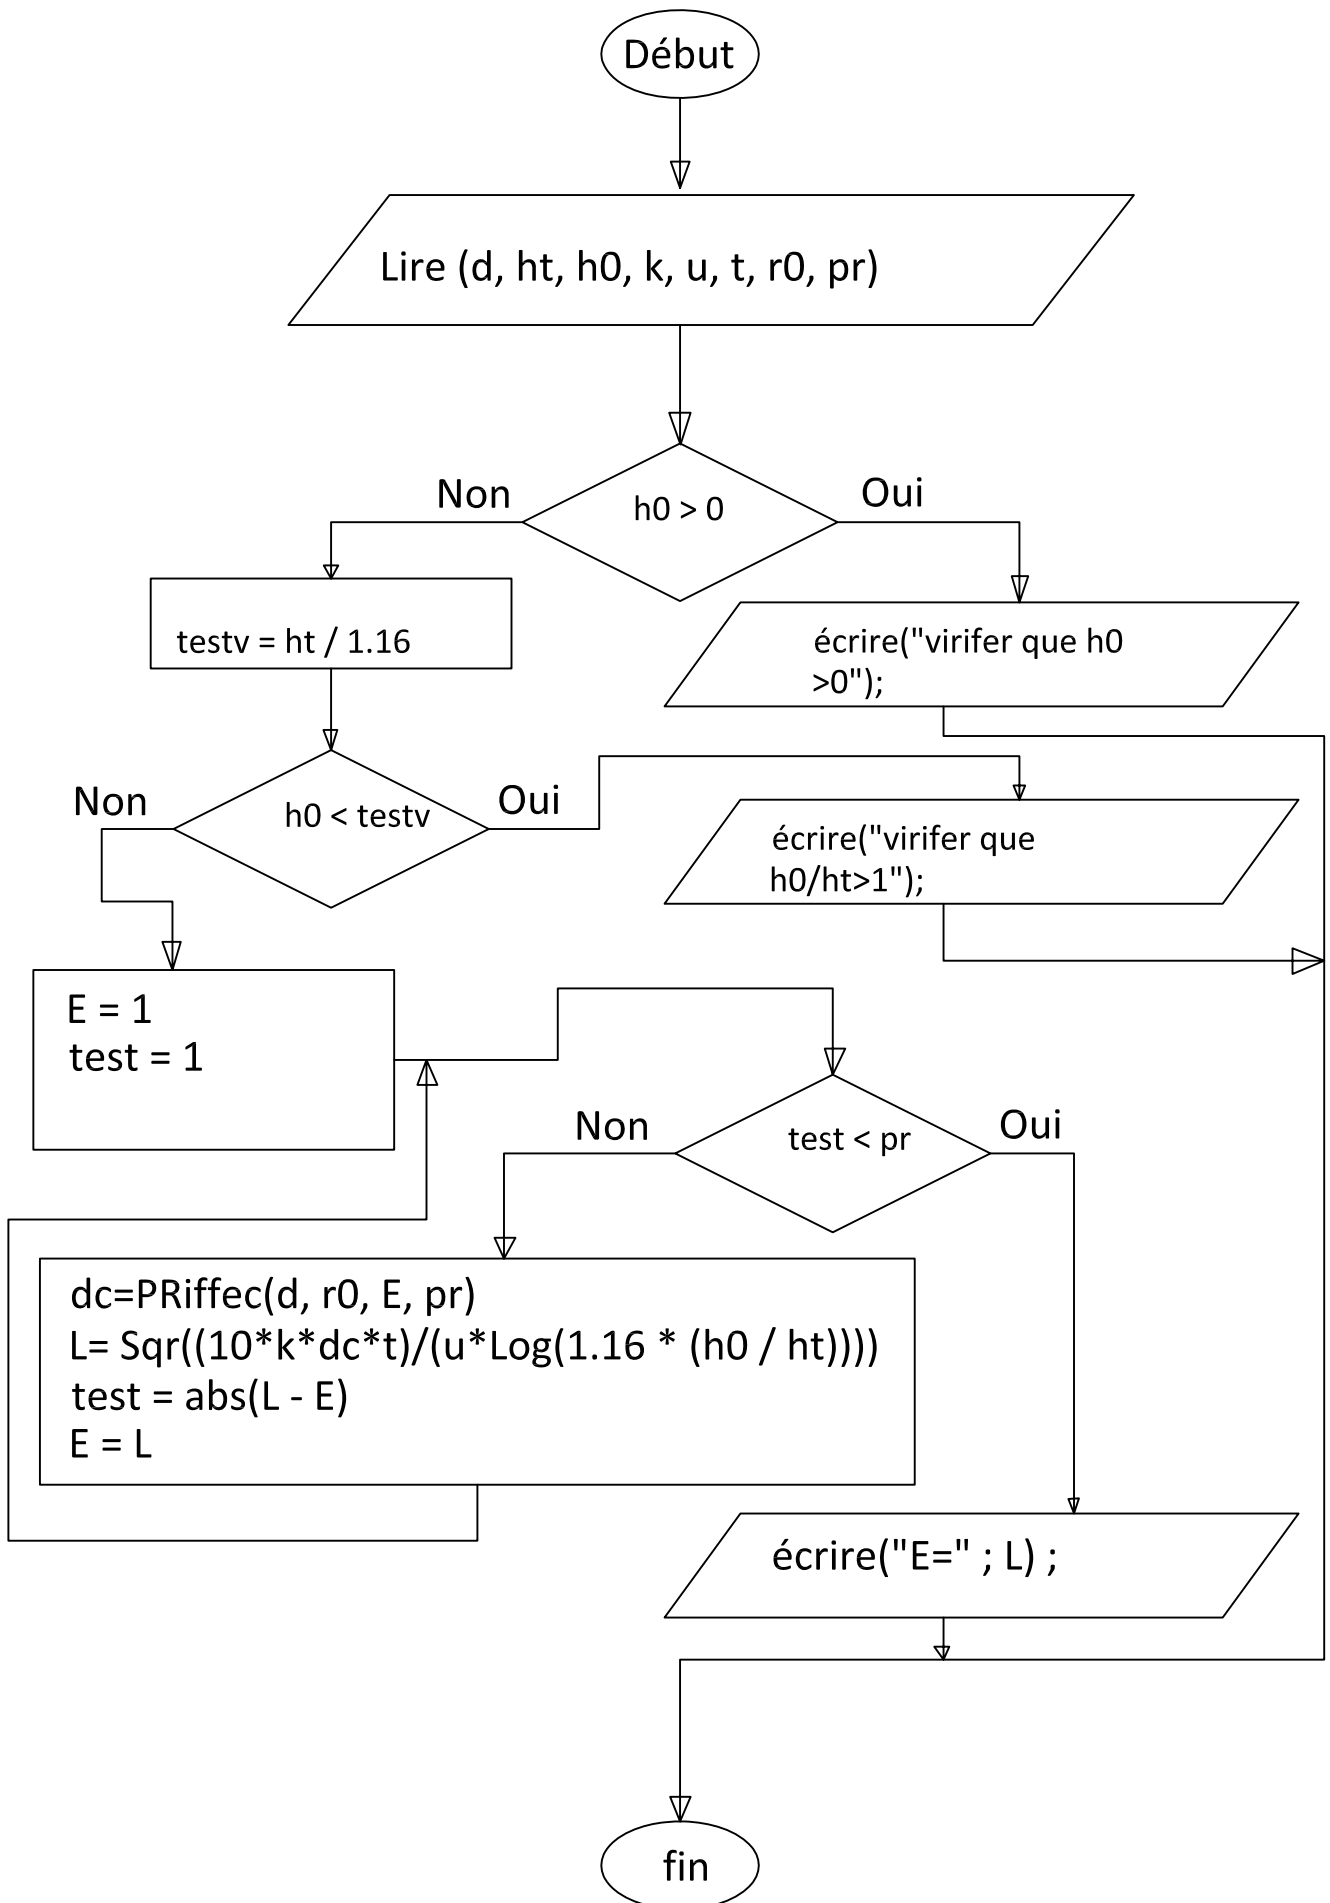 Début
Lire (d, ht, h0, k, u, t, r0, pr)
Non
Oui
h0 > 0
testv = ht / 1.16
écrire("virifer que h0
>0");
Non
Oui
h0 < testv
écrire("virifer que
h0/ht>1");
E = 1
test = 1
Non
Oui
test < pr
dc=PRiffec(d, r0, E, pr)
L= Sqr((10*k*dc*t)/(u*Log(1.16 * (h0 / ht))))
test = abs(L - E)
E = L
écrire("E=" ; L) ;
fin